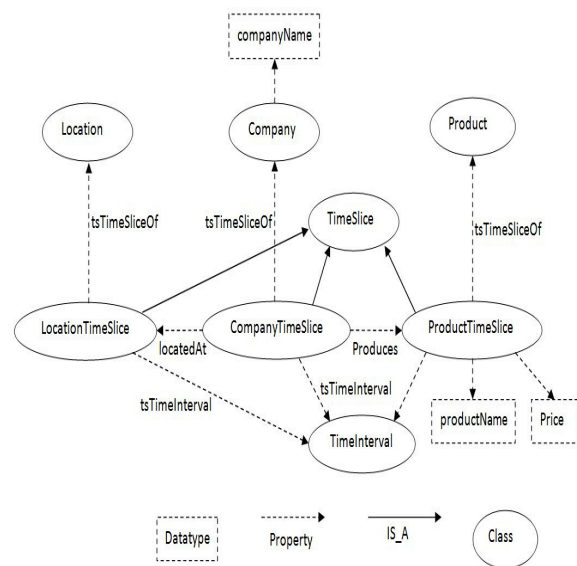 companyName
Location
Company
Product
tsTimeSliceOf
tsTimeSliceOf
tsTimeSliceOf
TimeSlice
LocationTimeSlice
CompanyTimeSlice
ProductTimeSlice
locatedAt
Produces
tsTimeInterval
tsTimeInterval
productName
Price
TimeInterval
Datatype
Property
IS_A
Class